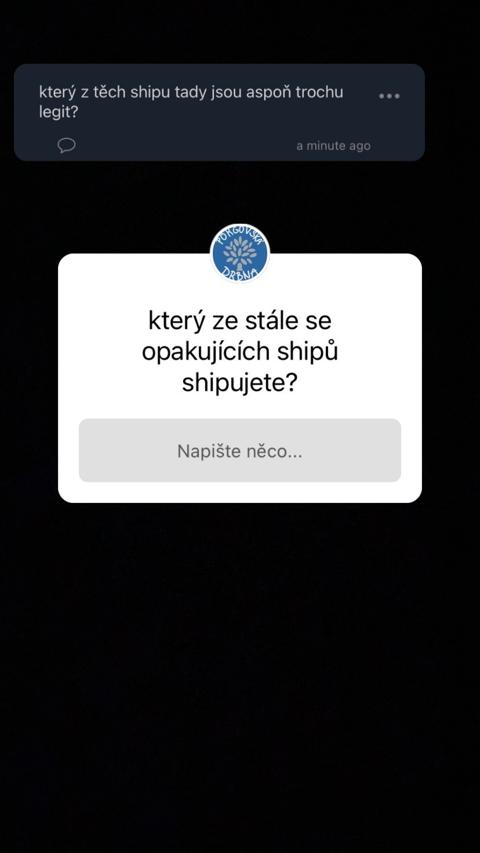 který z těch shipu tady jsou aspoň trochu
legit?
a minute ago
PORGOVSKÁ
DRBNA
který ze stále se
opakujících shipů
shipujete?
Napište něco...